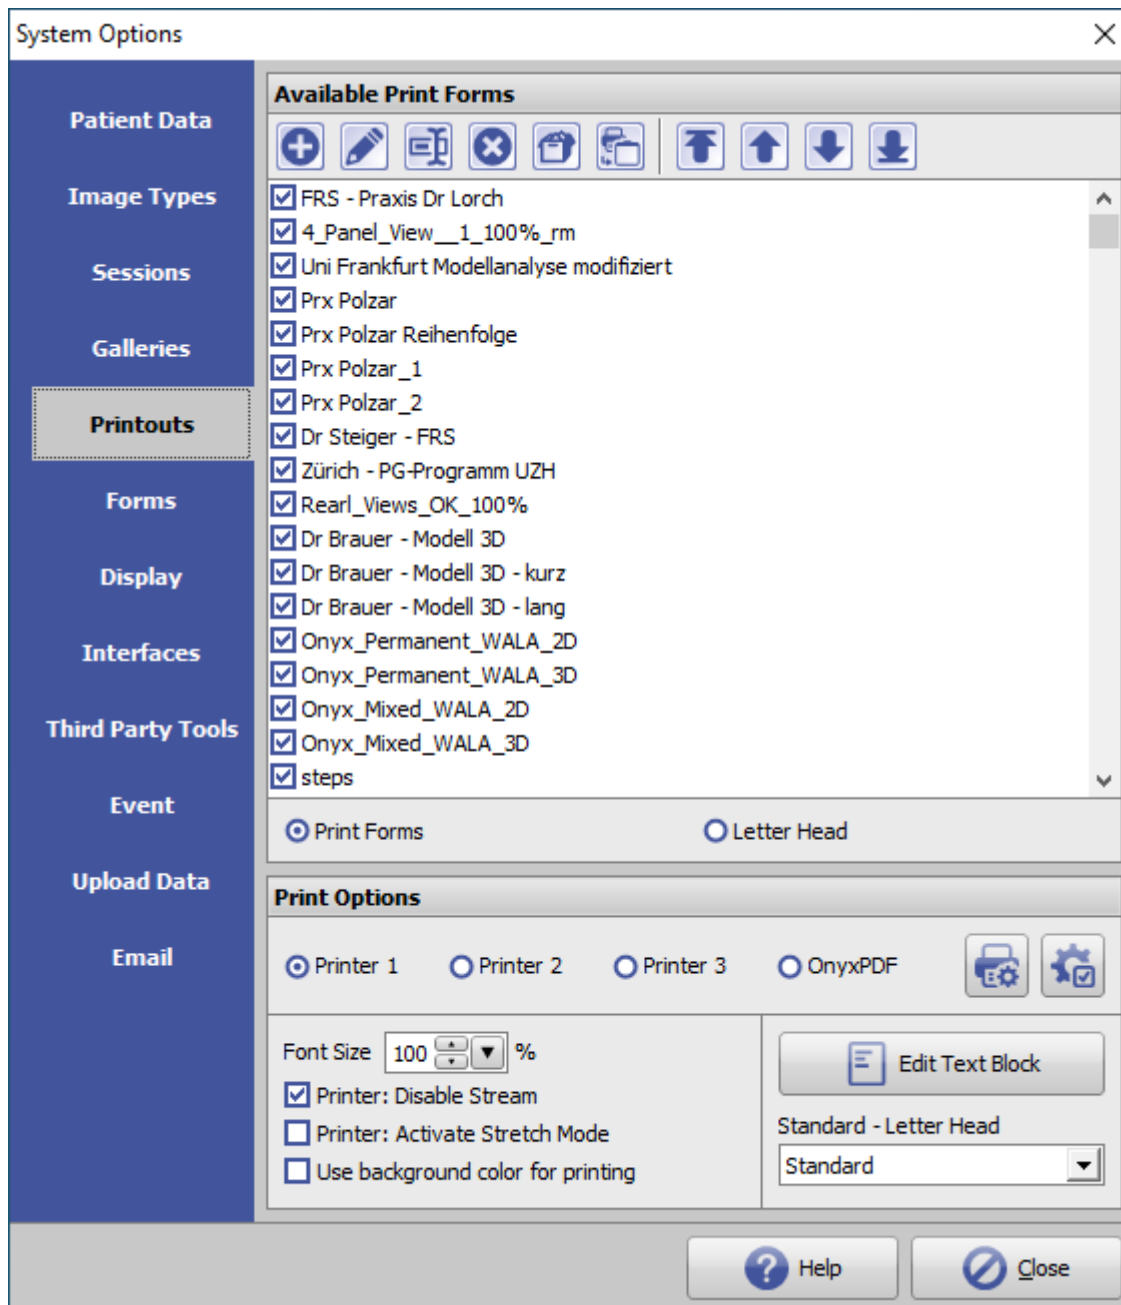 System Options
Patient Data
Image Types
Sessions
Galleries
Printouts
Forms
Display
Interfaces
Third Party Tools
Event
Upload Data
Email
Available Print Forms
FRS - Praxis Dr Lorch
4_Panel_View__1_100%_rm
Uni Frankfurt Modellanalyse modifiziert
Prx Polzar
Prx Polzar Reihenfolge
Prx Polzar_1
Prx Polzar_2
Dr Steiger - FRS
Zürich - PG-Programm UZH
Rearl_Views_OK_100%
Dr Brauer - Modell 3D
Dr Brauer - Modell 3D - kurz
Dr Brauer - Modell 3D - lang
Onyx_Permanent_WALA_2D
Onyx_Permanent_WALA_3D
Onyx_Mixed_WALA_2D
Onyx_Mixed_WALA_3D
steps
Print Forms Letter Head
Print Options
Printer 1 Printer 2 Printer 3 OnyxPDF
Font Size 100 %
Printer: Disable Stream
Printer: Activate Stretch Mode
Use background color for printing
Edit Text Block
Standard - Letter Head
Standard
Help Close